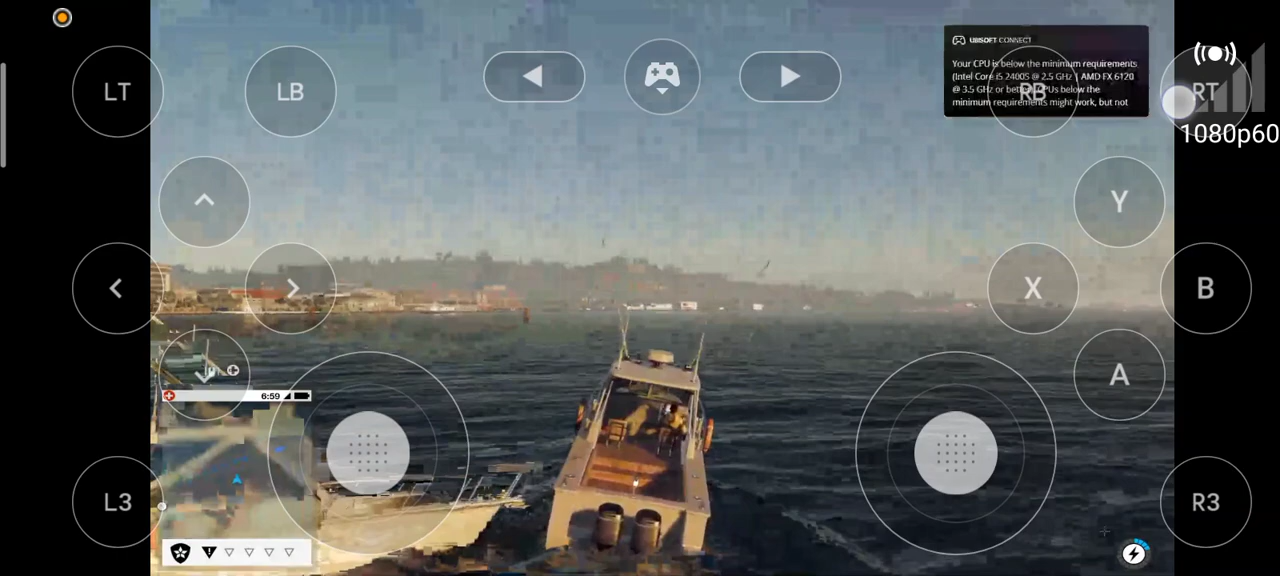 LT
LB
RB
RT
UBISOFT CONNECT
Your CPU is below the minimum requirements
(Intel Core i5 2400S @ 2.5 GHz | AMD FX 6120
@ 3.5 GHz or better). CPUs below the
minimum requirements might work, but not
1080p60
Y
X
B
A
6:59
L3
R3